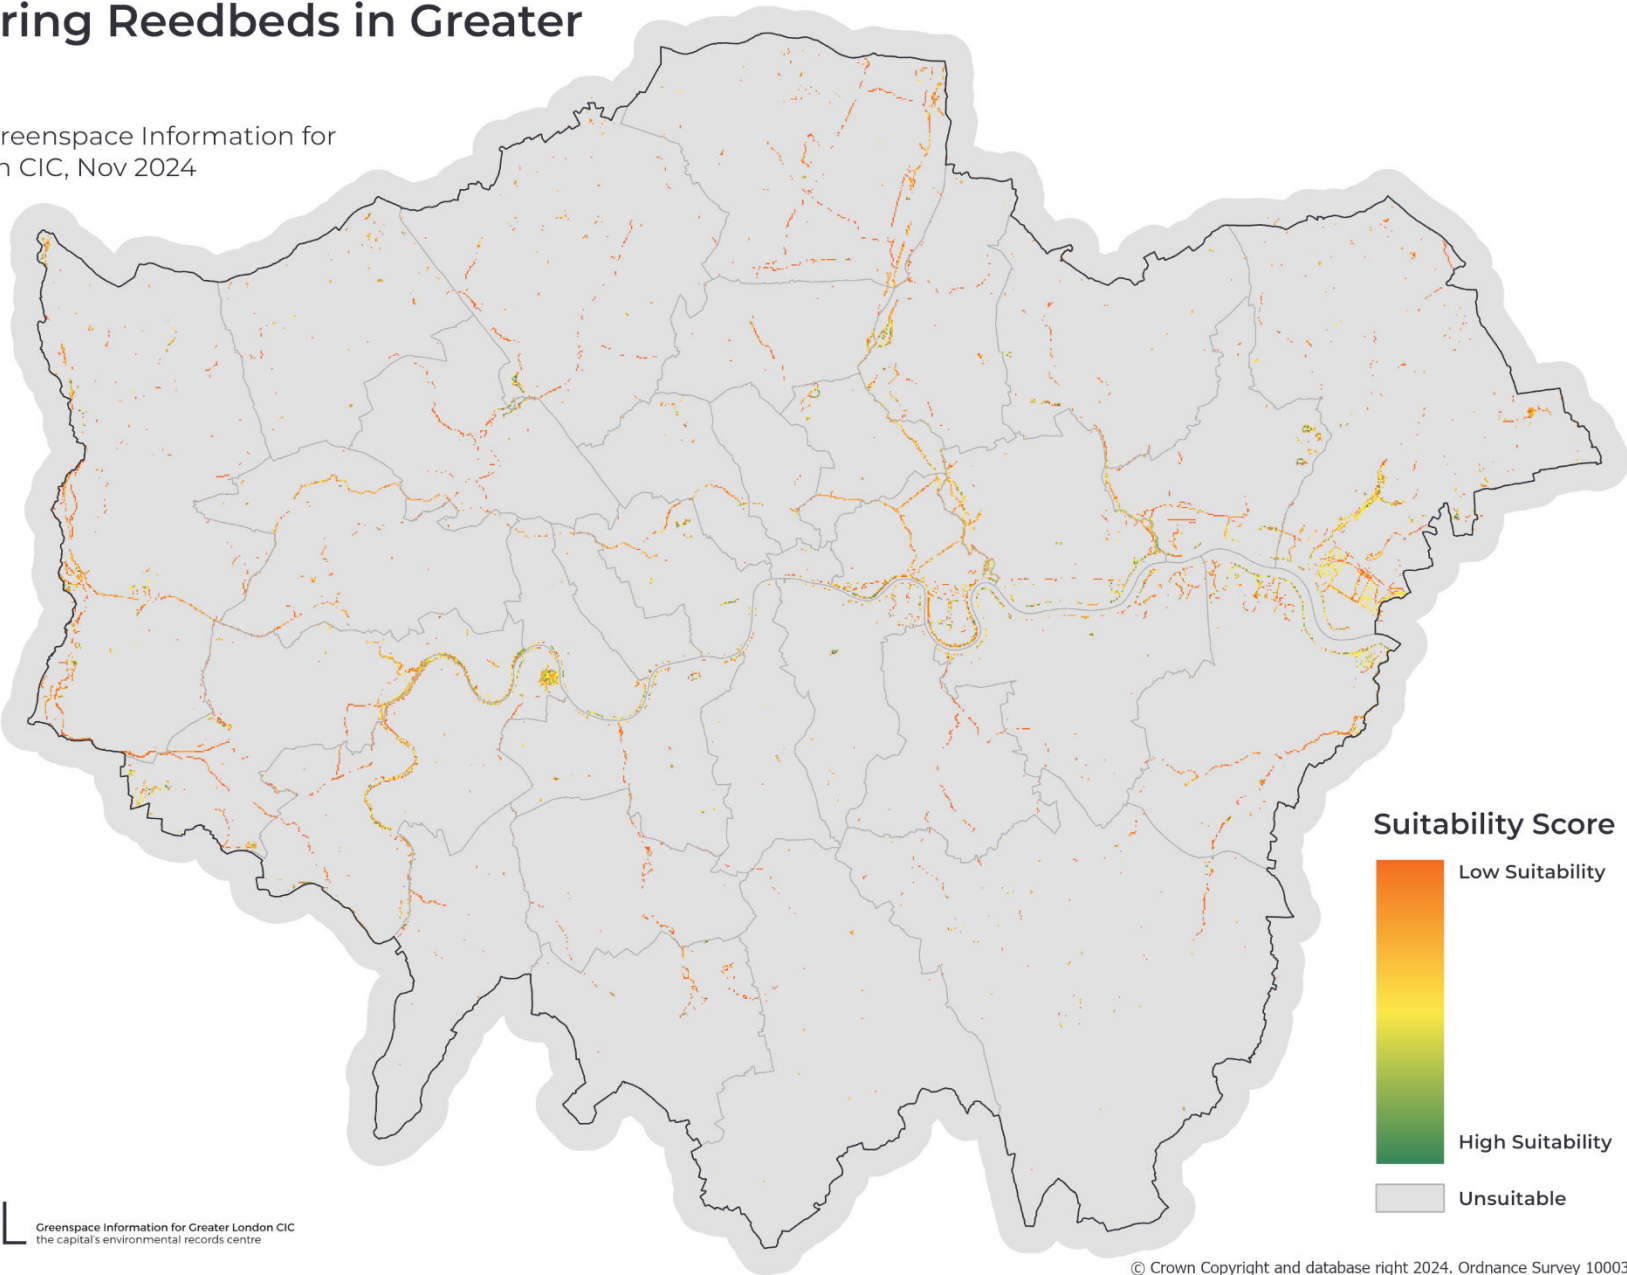 ring Reedbeds in Greater
reenspace Information for
n CIC, Nov 2024
Suitability Score
Low Suitability
High Suitability
Unsuitable
L
Greenspace Information for Greater London CIC
the capital's environmental records centre
© Crown Copyright and database right 2024. Ordnance Survey 10003